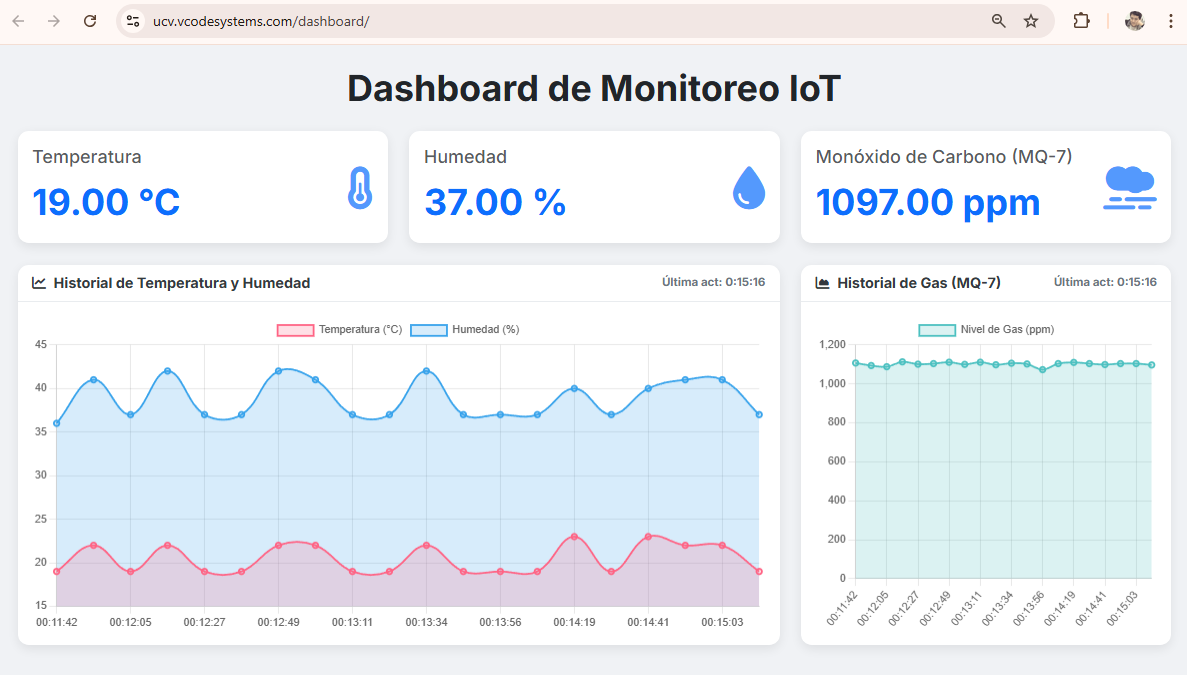 ucv.vcodesystems.com/dashboard/
Dashboard de Monitoreo IoT
Temperatura
19.00 °C
Humedad
37.00 %
Monóxido de Carbono (MQ-7)
1097.00 ppm
Historial de Temperatura y Humedad
Última act: 0:15:16
Temperatura (°C)
Humedad (%)
45
40
35
30
25
20
15
00:11:42
00:12:05
00:12:27
00:12:49
00:13:11
00:13:34
00:13:56
00:14:19
00:14:41
00:15:03
Historial de Gas (MQ-7)
Última act: 0:15:16
Nivel de Gas (ppm)
1,200
1,000
800
600
400
200
0
00:11:42
00:12:05
00:12:27
00:12:49
00:13:11
00:13:34
00:13:56
00:14:19
00:14:41
00:15:03